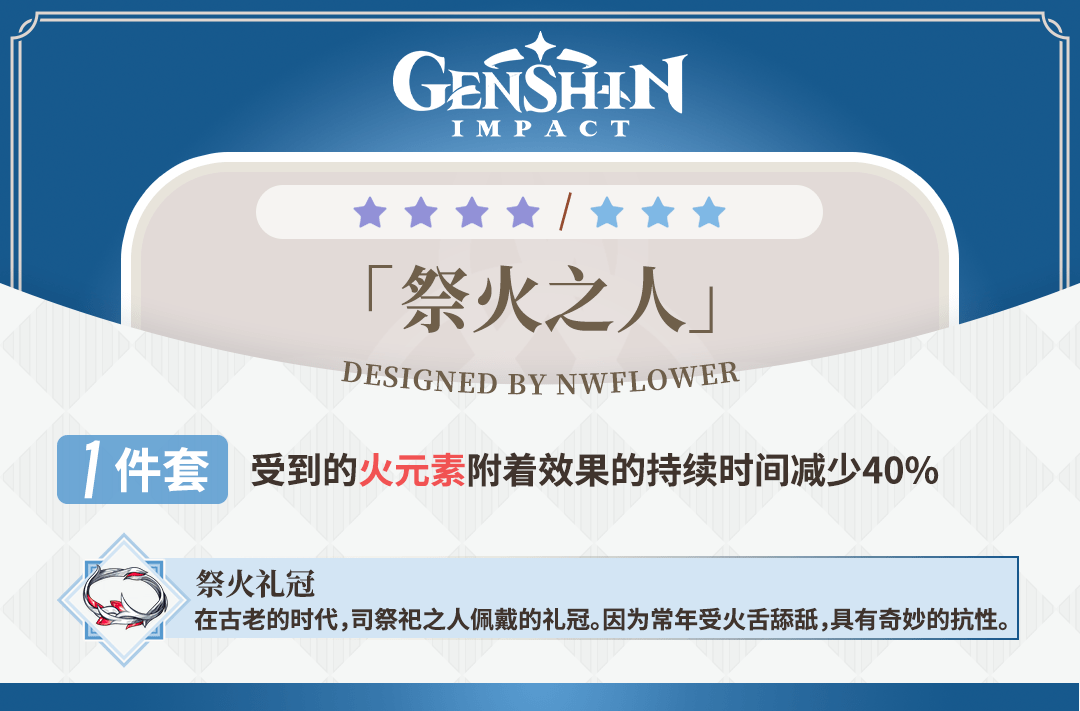 GENSHIN
IMPACT
「祭火之人」
DESIGNED BY NWFLOWER
1件套 受到的火元素附着效果的持续时间减少40%
祭火礼冠
在古老的时代,司祭祀之人佩戴的礼冠。因为常年受火舌舔舐,具有奇妙的抗性。